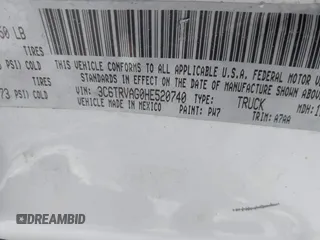 50 LB
TIRES
PSI) COLD
TIRES
73 PSI) COLD
THIS VEHICLE CONFORMS TO ALL APPLICABLE U.S.A. FEDERAL MOTOR
STANDARDS IN EFFECT ON THE DATE OF MANUFACTURE SHOWN ABOVE
VIN: 3C6TRVAG0HE520740 TYPE: TRUCK
MADE IN MEXICO PAINT: PW7 MDH:
TRIM: A7AA
DREAMBID